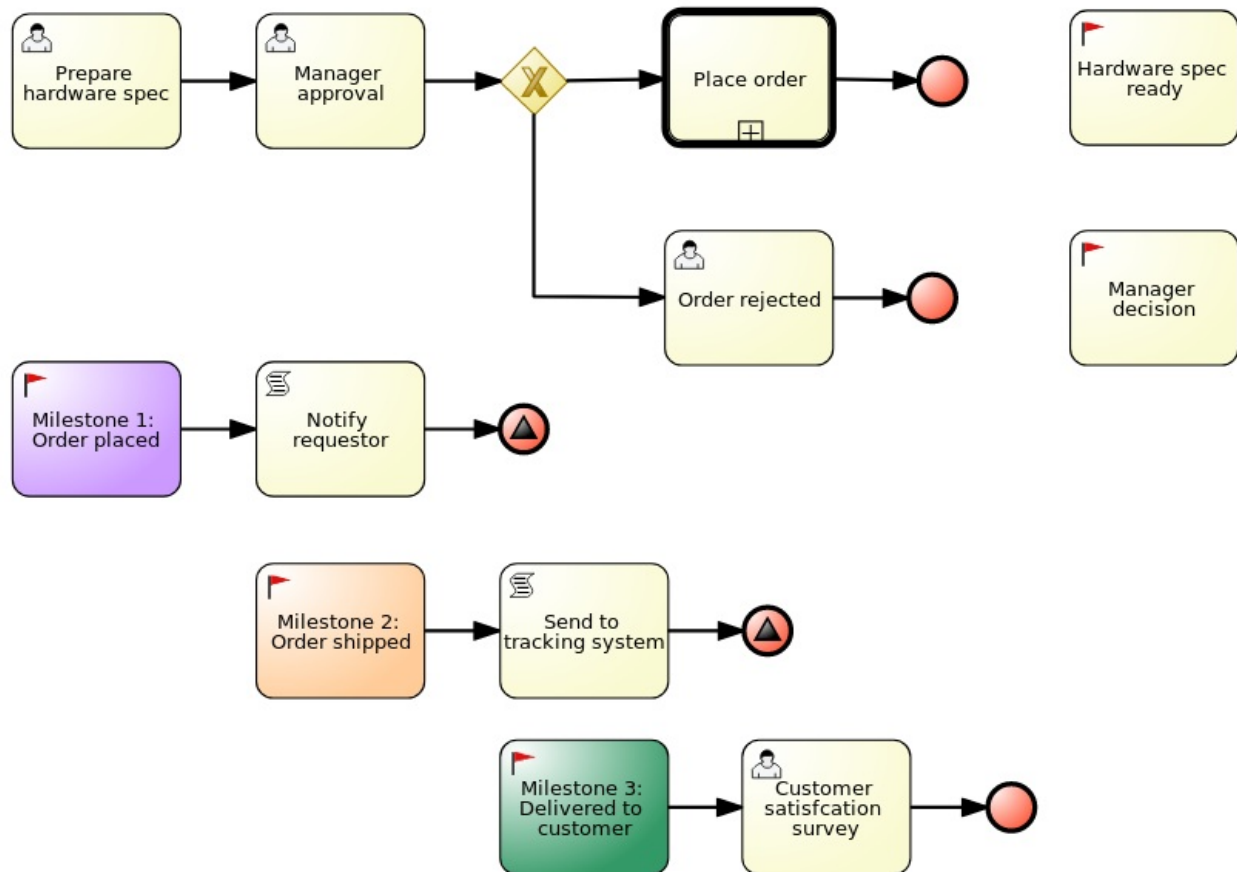 Prepare
hardware spec
Manager
approval
Place order
Hardware spec
ready
Order rejected
Manager
decision
Milestone 1:
Order placed
Notify
requestor
Milestone 2:
Order shipped
Send to
tracking system
Milestone 3:
Delivered to
customer
Customer
satisfcation
survey